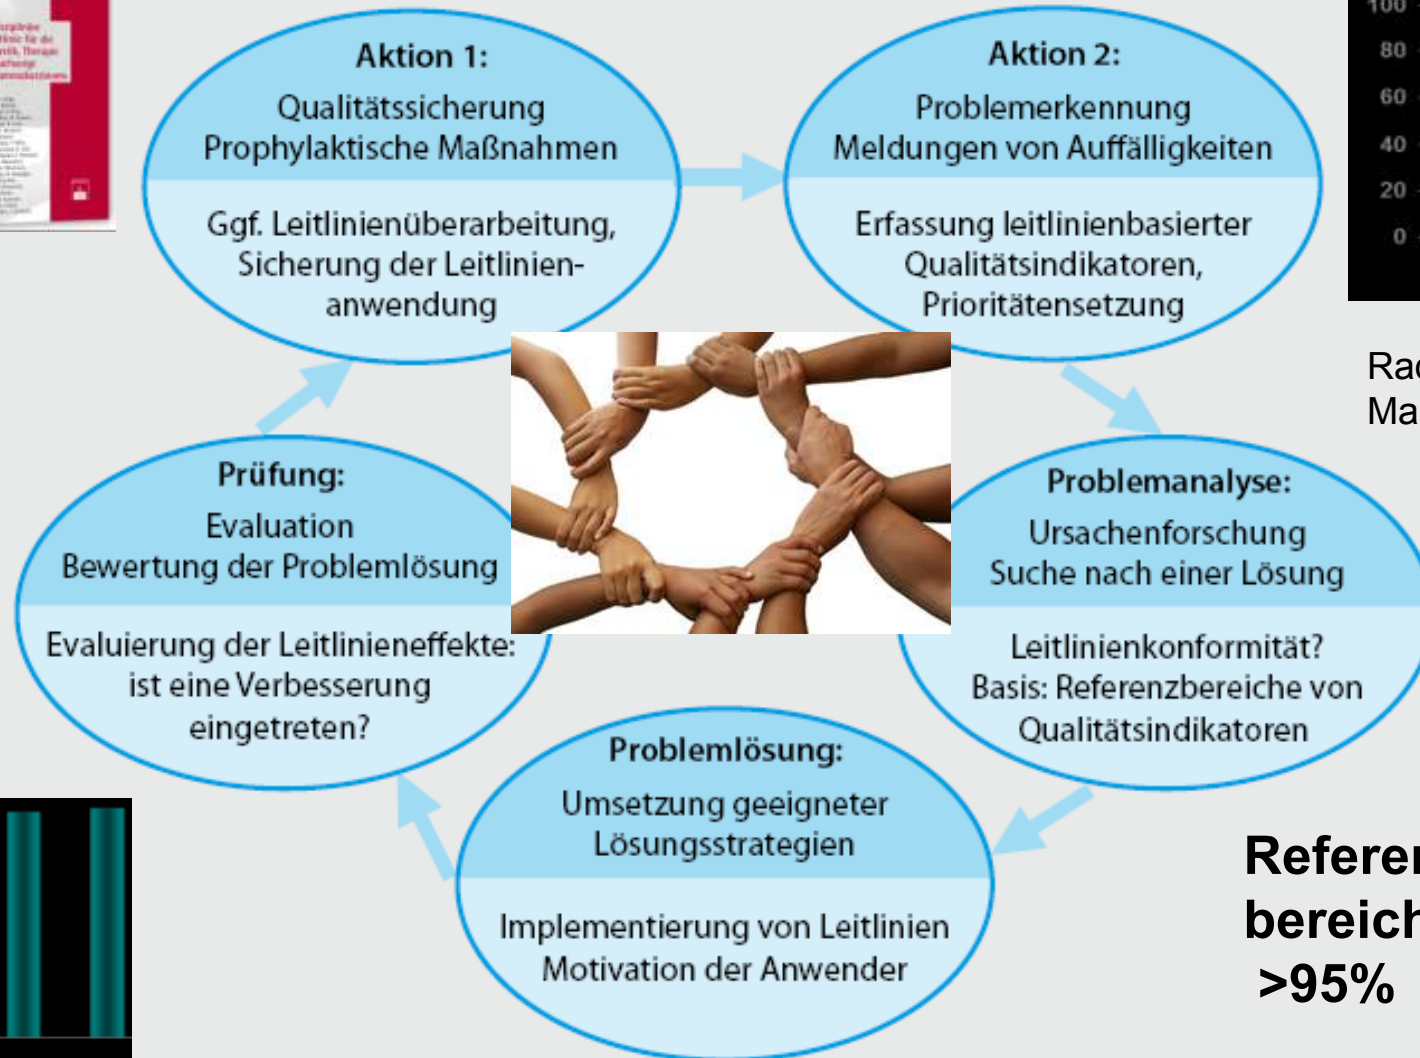 Aktion 1:
Qualitätssicherung
Prophylaktische Maßnahmen
Ggf. Leitlinienüberarbeitung,
Sicherung der Leitlinien-
anwendung
Aktion 2:
Problemerkennung
Meldungen von Auffälligkeiten
Erfassung leitlinienbasierter
Qualitätsindikatoren,
Prioritätensetzung
100
80
60
40
20
0
Prüfung:
Evaluation
Bewertung der Problemlösung
Evaluierung der Leitlinieneffekte:
ist eine Verbesserung
eingetreten?
Problemanalyse:
Ursachenforschung
Suche nach einer Lösung
Leitlinienkonformität?
Basis: Referenzbereiche von
Qualitätsindikatoren
Problemlösung:
Umsetzung geeigneter
Lösungsstrategien
Implementierung von Leitlinien
Motivation der Anwender
bereich
>95%